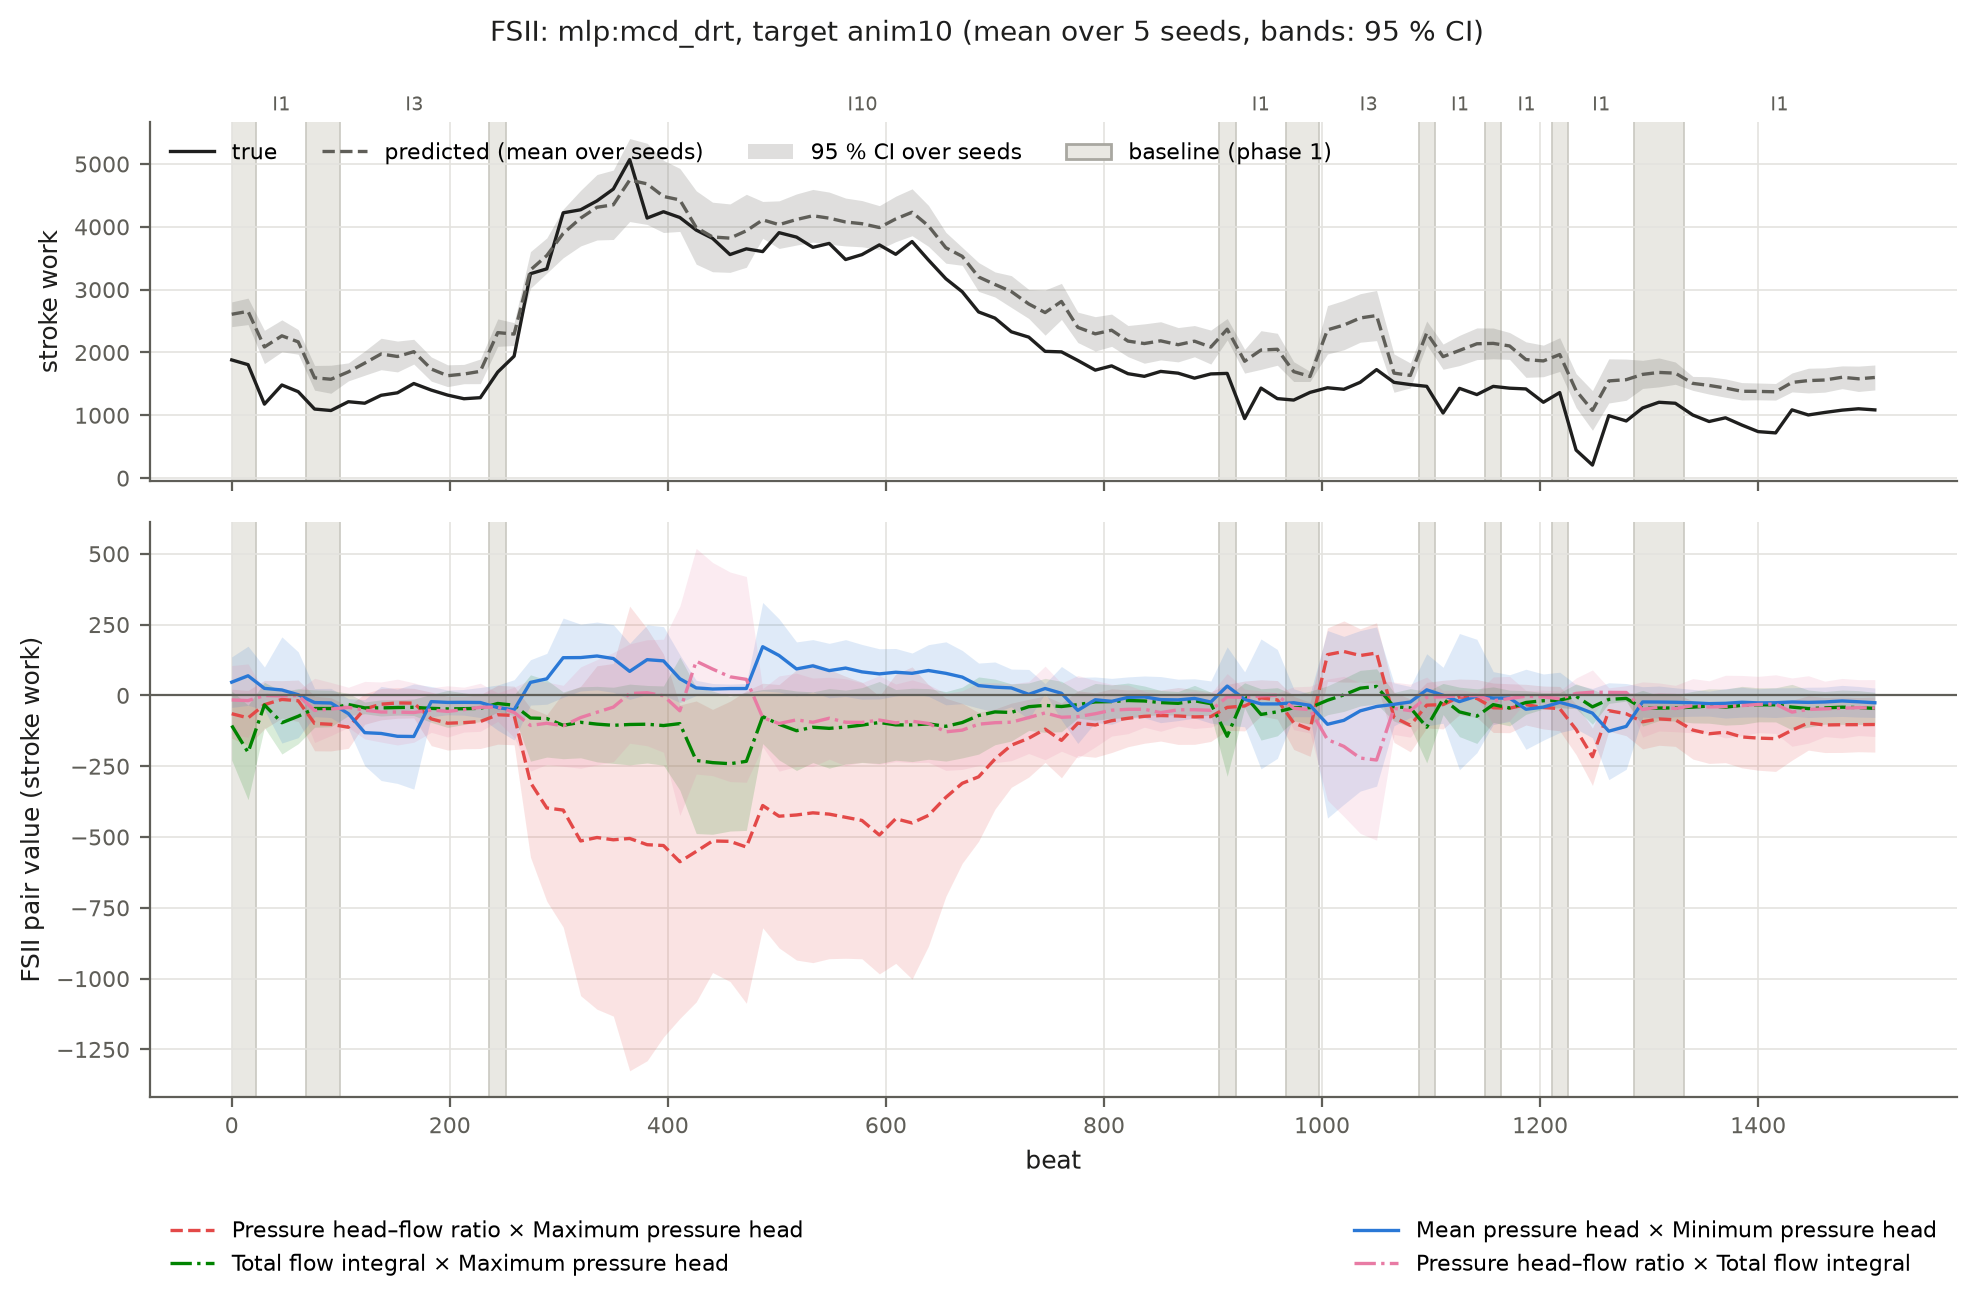 FSII: mlp:mcd_drt, target anim10 (mean over 5 seeds, bands: 95 % CI)
I1 I3 I10 I1 I3 I1 I1 I1 I1
true predicted (mean over seeds) 95 % CI over seeds baseline (phase 1)
stroke work
5000
4000
3000
2000
1000
0
FSII pair value (stroke work)
500
250
0
−250
−500
−750
−1000
−1250
0 200 400 600 800 1000 1200 1400
beat
Pressure head–flow ratio × Maximum pressure head
Total flow integral × Maximum pressure head
Mean pressure head × Minimum pressure head
Pressure head–flow ratio × Total flow integral